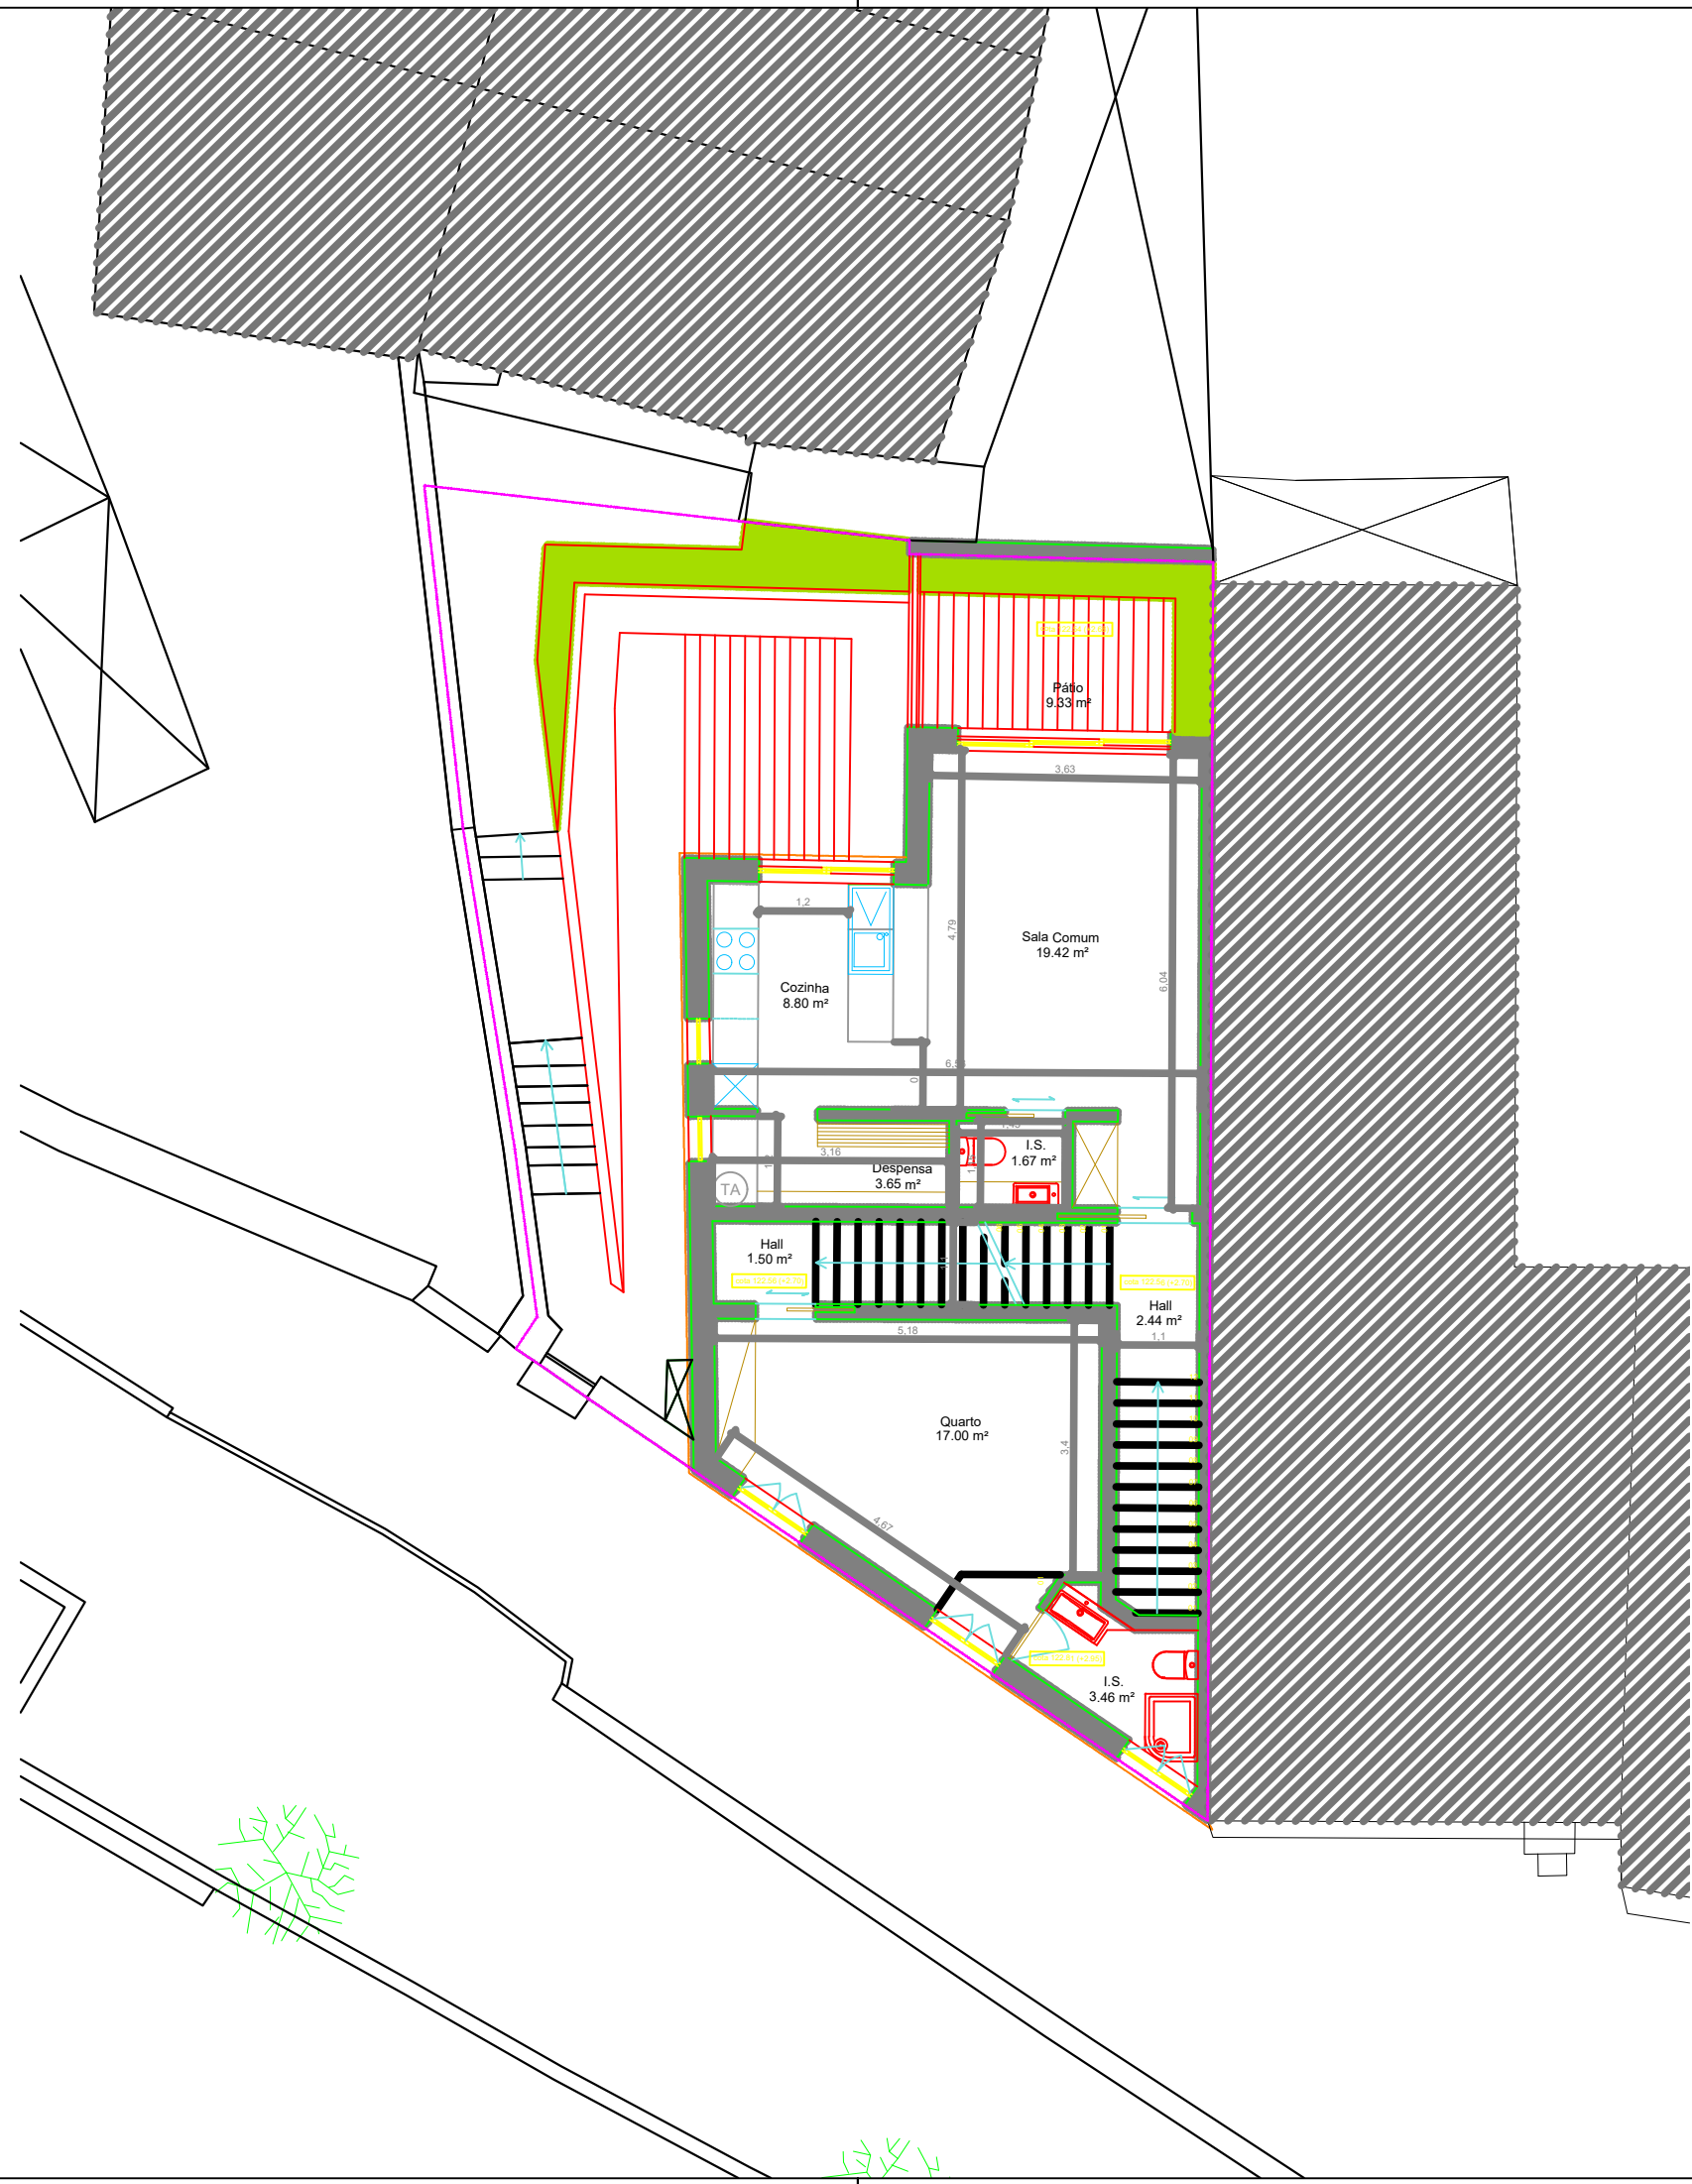 Pátio
9.33 m²
3,63
1,2
4,79
Sala Comum
19.42 m²
6,04
Cozinha
8.80 m²
I.S.
1.67 m²
3,16
Despensa
3.65 m²
TA
Hall
1.50 m²
Hall
2.44 m²
1,1
5,18
Quarto
17.00 m²
3,4
4,67
I.S.
3.46 m²